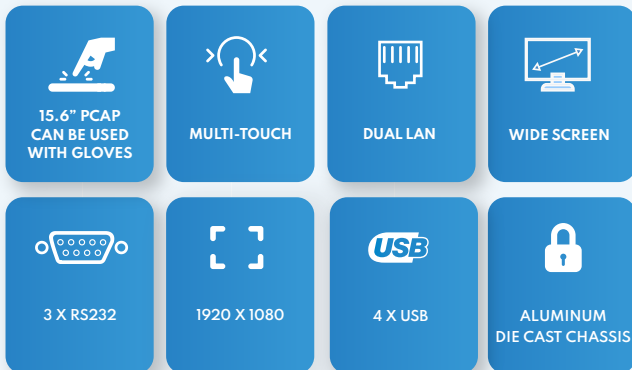 15.6” PCAP
CAN BE USED
WITH GLOVES
MULTI-TOUCH
DUAL LAN
WIDE SCREEN
3 X RS232
1920 X 1080
USB
4 X USB
ALUMINUM
DIE CAST CHASSIS